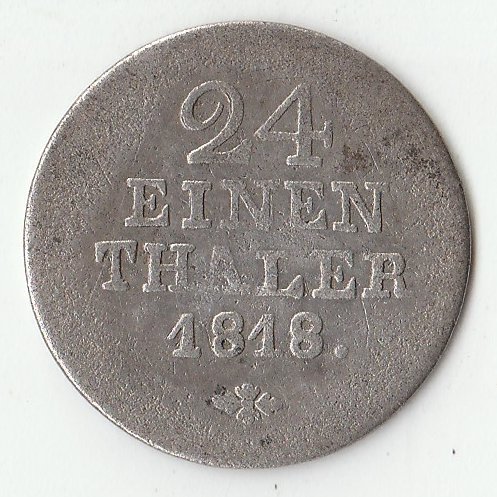 24
EINEN
THALER
1818.